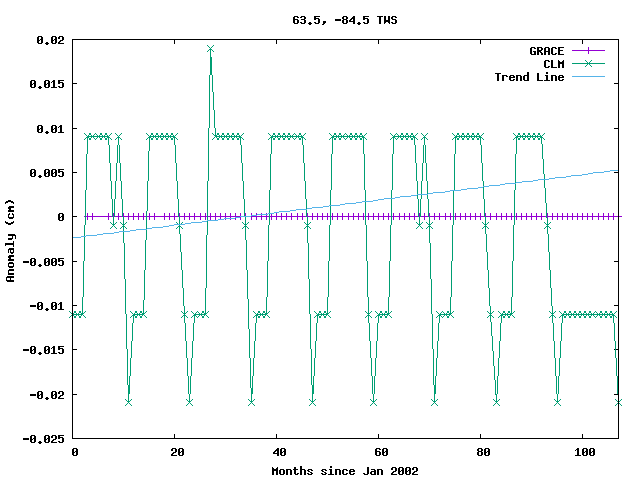 63.5, -84.5 TWS
GRACE
CLM
Trend Line
0.02
0.015
0.01
0.005
0
-0.005
-0.01
-0.015
-0.02
-0.025
Anomaly (cm)
0 20 40 60 80 100
Months since Jan 2002